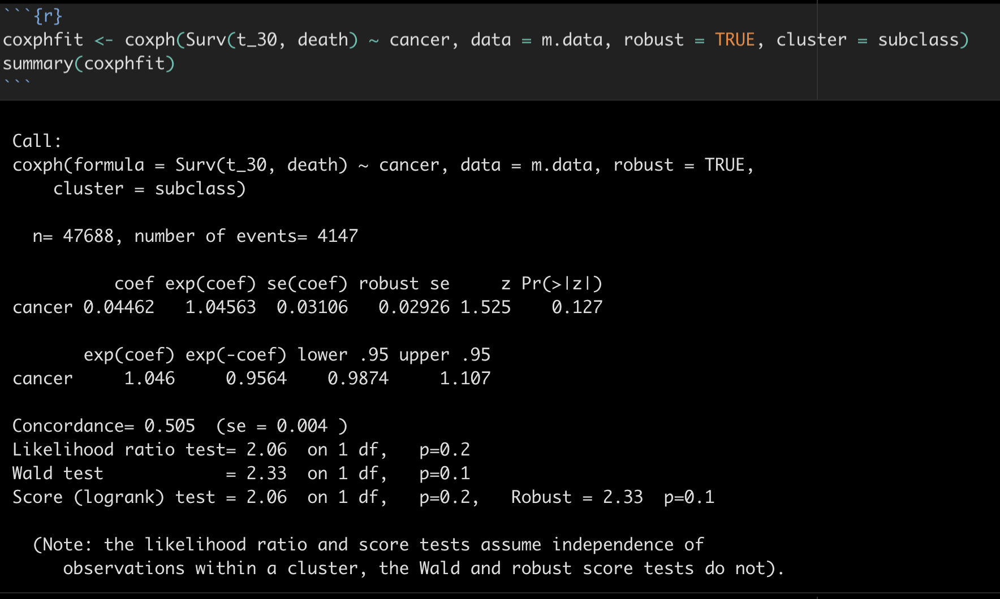 ```{r}
coxphfit <- coxph(Surv(t_30, death) ~ cancer, data = m.data, robust = TRUE, cluster = subclass)
summary(coxphfit)
```
Call:
coxph(formula = Surv(t_30, death) ~ cancer, data = m.data, robust = TRUE,
    cluster = subclass)
  n= 47688, number of events= 4147
          coef exp(coef) se(coef) robust se     z Pr(>|z|)
cancer 0.04462   1.04563  0.03106   0.02926 1.525    0.127
       exp(coef) exp(-coef) lower .95 upper .95
cancer     1.046     0.9564    0.9874     1.107
Concordance= 0.505  (se = 0.004 )
Likelihood ratio test= 2.06  on 1 df,   p=0.2
Wald test            = 2.33  on 1 df,   p=0.1
Score (logrank) test = 2.06  on 1 df,   p=0.2,   Robust = 2.33  p=0.1
  (Note: the likelihood ratio and score tests assume independence of
     observations within a cluster, the Wald and robust score tests do not).